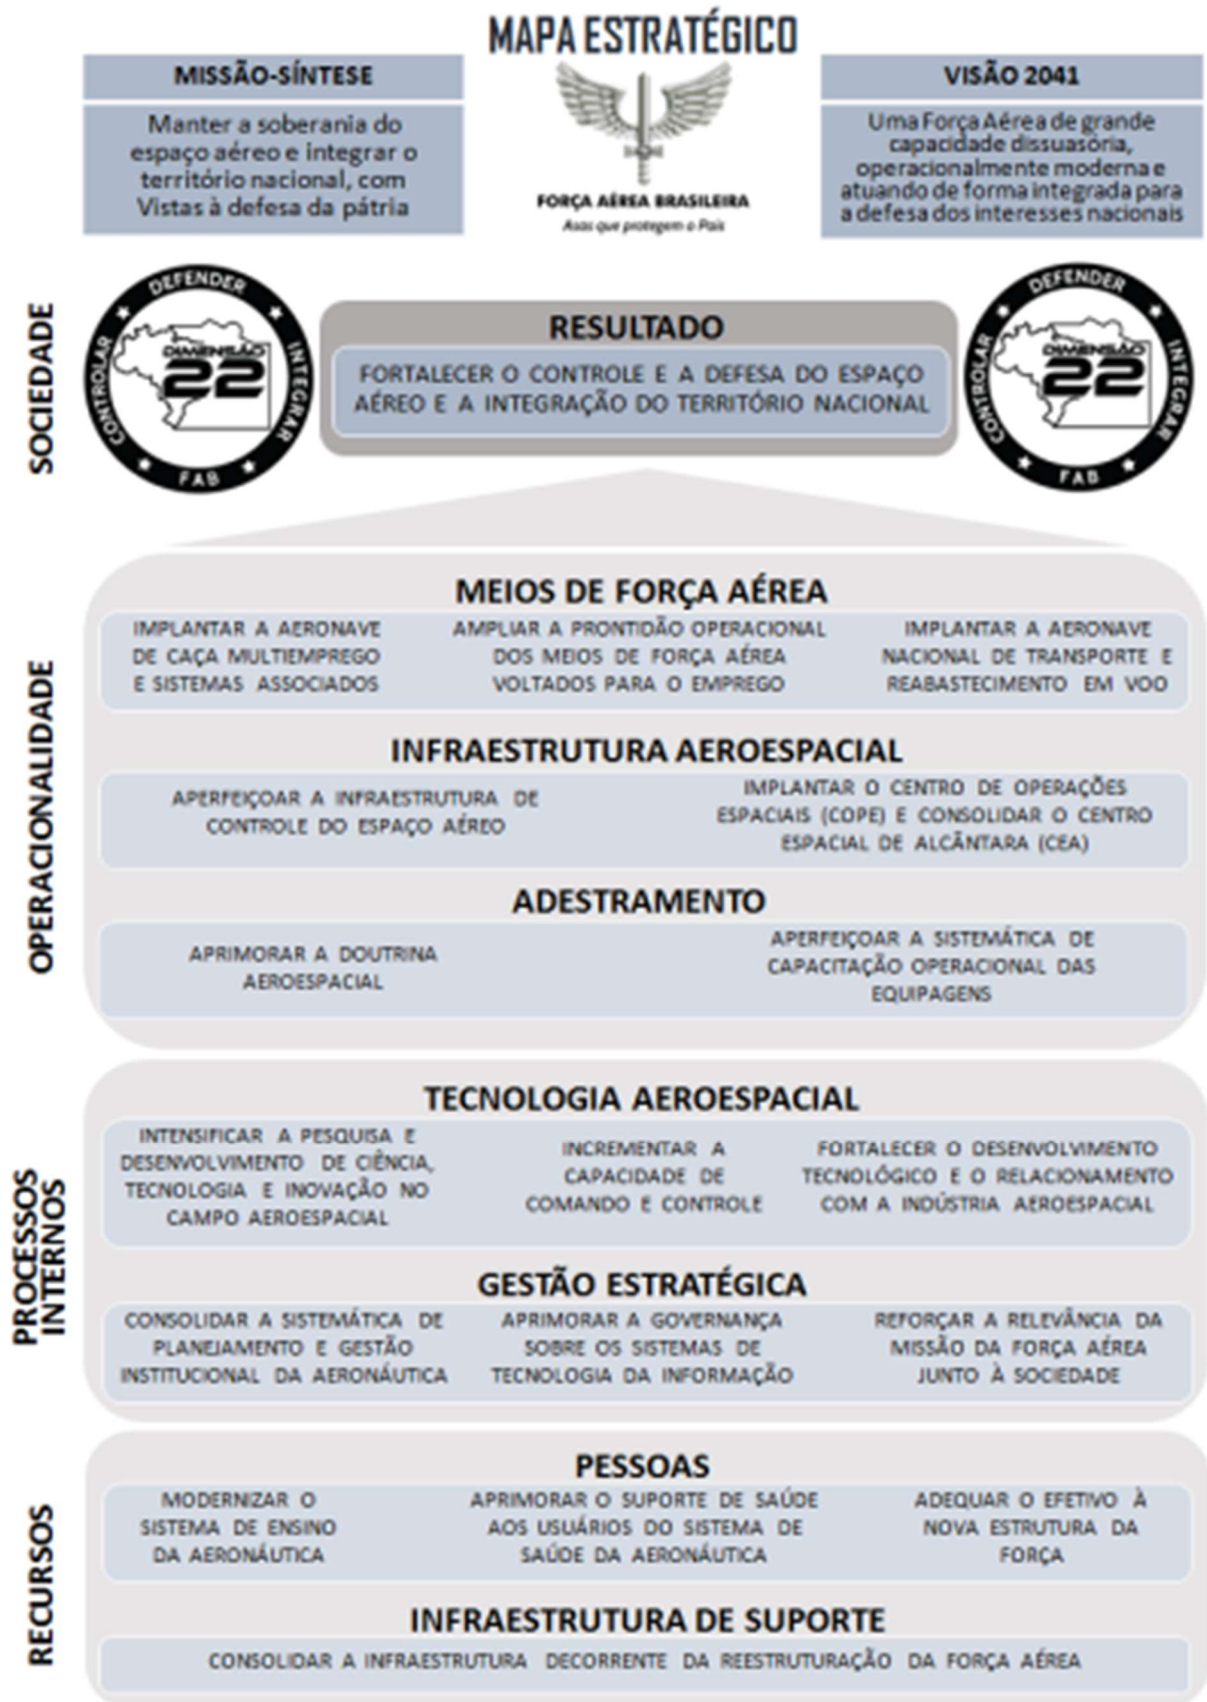 MAPA ESTRATÉGICO
MISSÃO-SÍNTESE
Manter a soberania do
espaço aéreo e integrar o
território nacional, com
Vistas à defesa da pátria
FORÇA AÉREA BRASILEIRA
Asas que protegem o País
VISÃO 2041
Uma Força Aérea de grande
capacidade dissuasória,
operacionalmente moderna e
atuando de forma integrada para
a defesa dos interesses nacionais
SOCIEDADE
DEFENDER
CONTROLAR
INTEGRAR
DIMENSÃO
22
FAB
RESULTADO
FORTALECER O CONTROLE E A DEFESA DO ESPAÇO
AÉREO E A INTEGRAÇÃO DO TERRITÓRIO NACIONAL
DEFENDER
CONTROLAR
INTEGRAR
DIMENSÃO
22
FAB
OPERACIONALIDADE
MEIOS DE FORÇA AÉREA
IMPLANTAR A AERONAVE
DE CAÇA MULTIEMPREGO
E SISTEMAS ASSOCIADOS
AMPLIAR A PRONTIDÃO OPERACIONAL
DOS MEIOS DE FORÇA AÉREA
VOLTADOS PARA O EMPREGO
IMPLANTAR A AERONAVE
NACIONAL DE TRANSPORTE E
REABASTECIMENTO EM VOO
INFRAESTRUTURA AEROESPACIAL
APERFEIÇOAR A INFRAESTRUTURA DE
CONTROLE DO ESPAÇO AÉREO
IMPLANTAR O CENTRO DE OPERAÇÕES
ESPACIAIS (COPE) E CONSOLIDAR O CENTRO
ESPACIAL DE ALCÂNTARA (CEA)
ADESTRAMENTO
APRIMORAR A DOUTRINA
AEROESPACIAL
APERFEIÇOAR A SISTEMÁTICA DE
CAPACITAÇÃO OPERACIONAL DAS
EQUIPAGENS
PROCESSOS
INTERNOS
TECNOLOGIA AEROESPACIAL
INTENSIFICAR A PESQUISA E
DESENVOLVIMENTO DE CIÊNCIA,
TECNOLOGIA E INOVAÇÃO NO
CAMPO AEROESPACIAL
INCREMENTAR A
CAPACIDADE DE
COMANDO E CONTROLE
FORTALECER O DESENVOLVIMENTO
TECNOLÓGICO E O RELACIONAMENTO
COM A INDÚSTRIA AEROESPACIAL
GESTÃO ESTRATÉGICA
CONSOLIDAR A SISTEMÁTICA DE
PLANEJAMENTO E GESTÃO
INSTITUCIONAL DA AERONÁUTICA
APRIMORAR A GOVERNANÇA
SOBRE OS SISTEMAS DE
TECNOLOGIA DA INFORMAÇÃO
REFORÇAR A RELEVÂNCIA DA
MISSÃO DA FORÇA AÉREA
JUNTO À SOCIEDADE
RECURSOS
PESSOAS
MODERNIZAR O
SISTEMA DE ENSINO
DA AERONÁUTICA
APRIMORAR O SUPORTE DE SAÚDE
AOS USUÁRIOS DO SISTEMA DE
SAÚDE DA AERONÁUTICA
ADEQUAR O EFETIVO À
NOVA ESTRUTURA DA
FORÇA
INFRAESTRUTURA DE SUPORTE
CONSOLIDAR A INFRAESTRUTURA DECORRENTE DA REESTRUTURAÇÃO DA FORÇA AÉREA